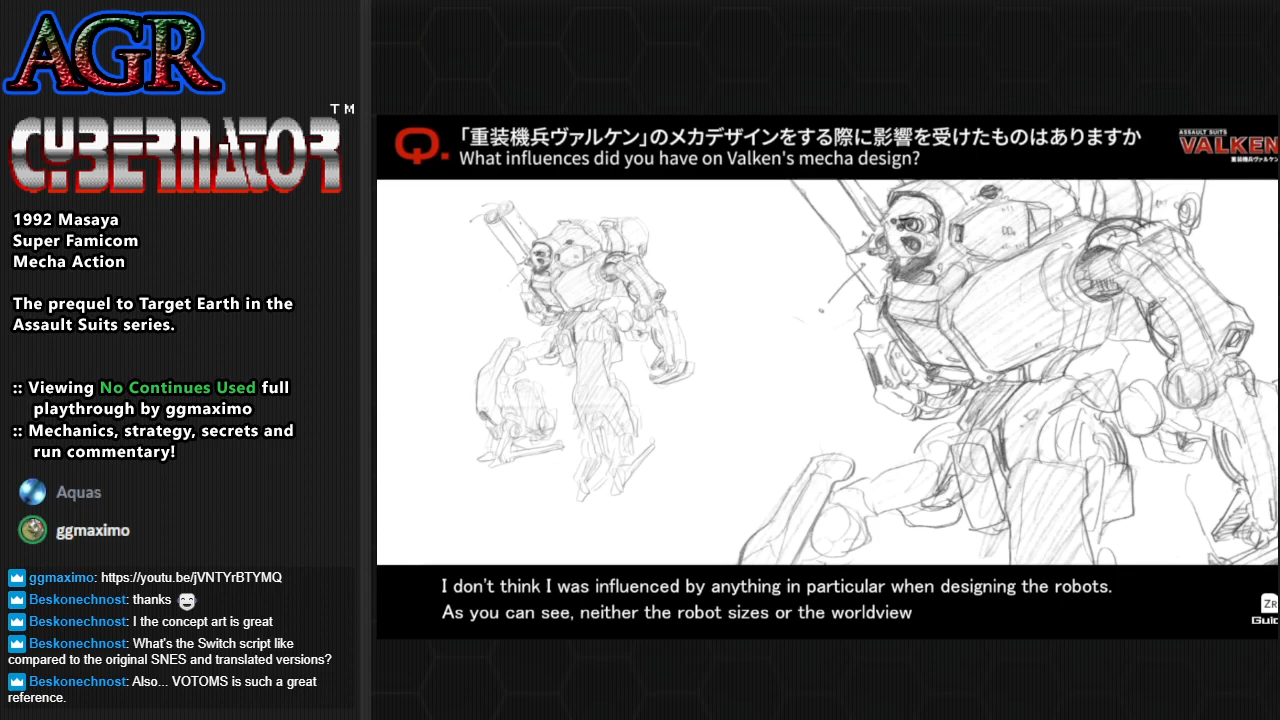 AGR
CYBERNATOR TM
1992 Masaya
Super Famicom
Mecha Action
The prequel to Target Earth in the
Assault Suits series.
:: Viewing No Continues Used full
playthrough by ggmaximo
:: Mechanics, strategy, secrets and
run commentary!
Aquas
ggmaximo
ggmaximo: https://youtu.be/jVNTYrBTYMQ
Beskonechnost: thanks
Beskonechnost: I the concept art is great
Beskonechnost: What's the Switch script like
compared to the original SNES and translated versions?
Beskonechnost: Also... VOTOMS is such a great
reference.
Q. 「重装機兵ヴァルケン」のメカデザインをする際に影響を受けたものはありますか
What influences did you have on Valken's mecha design?
ASSAULT SUITS
VALKEN
重装機兵ヴァルケン
I don't think I was influenced by anything in particular when designing the robots.
As you can see, neither the robot sizes or the worldview
ZR
Guid